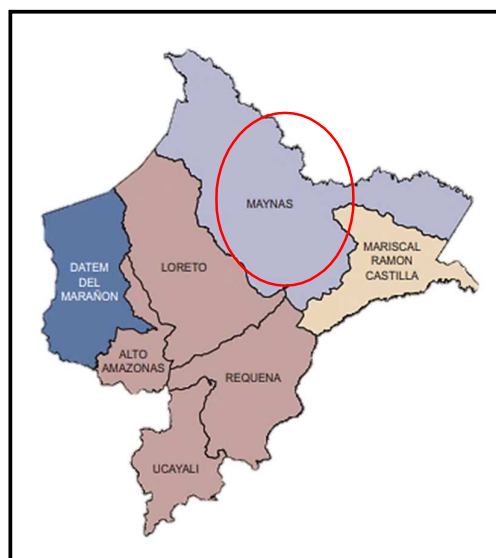 MAYNAS
MARISCAL
RAMON
CASTILLA
DATEM
DEL
MARAÑON
LORETO
ALTO
AMAZONAS
REQUENA
UCAYALI